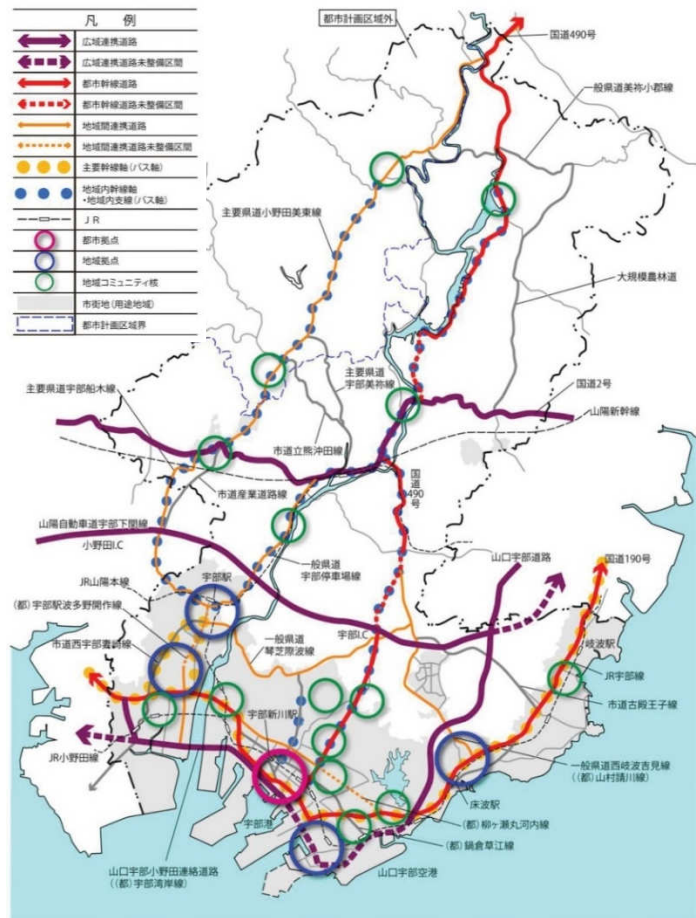 凡　例
広域連携道路
広域連携道路未整備区間
都市幹線道路
都市幹線道路未整備区間
地域間連携道路
地域間連携道路未整備区間
主要幹線軸(バス軸)
地域内幹線軸
・地域内支線(バス軸)
JR
都市拠点
地域拠点
地域コミュニティ核
市街地(用途地域)
都市計画区域界
都市計画区域外
国道490号
一般県道美祢小郡線
主要県道小野田美東線
大規模農林道
主要県道
宇部美祢線
主要県道宇部船木線
国道2号
山陽新幹線
市道立熊沖田線
市道産業道路線
国道490号
山陽自動車道宇部下関線
小野田I.C
山口宇部道路
一般県道
宇部停車場線
国道190号
JR山陽本線
宇部駅
(都)宇部駅波多野開作線
宇部I.C
一般県道
琴芝際波線
岐波駅
市道西宇部妻崎線
JR宇部線
宇部新川駅
市道古殿王子線
JR小野田線
一般県道西岐波吉見線
((都)山村請川線)
床波駅
宇部港
(都)柳ヶ瀬丸河内線
(都)鍋倉草江線
山口宇部小野田連絡道路
((都)宇部湾岸線)
山口宇部空港